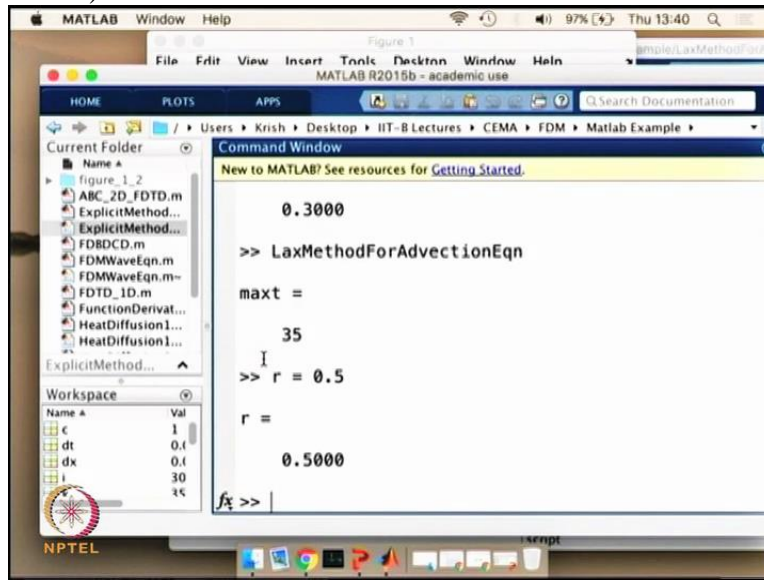 MATLAB Window Help 97% Thu 13:40
Figure 1
File Edit View Insert Tools Desktop Window Help
MATLAB R2015b - academic use
HOME PLOTS APPS Search Documentation
/ Users Krish Desktop IIT-B Lectures CEMA FDM Matlab Example
Current Folder
Name
figure_1_2
ABC_2D_FDTD.m
ExplicitMethod...
ExplicitMethod...
FDBDCD.m
FDMWaveEqn.m
FDMWaveEqn.m~
FDTD_1D.m
FunctionDerivat...
HeatDiffusion1...
HeatDiffusion1...
ExplicitMethod...
Workspace
Name Val
c 1
dt 0.(
dx 0.(
i 30
35
Command Window
New to MATLAB? See resources for Getting Started.
0.3000
>> LaxMethodForAdvectionEqn
maxt =
35
>> r = 0.5
r =
0.5000
fx >>
NPTEL